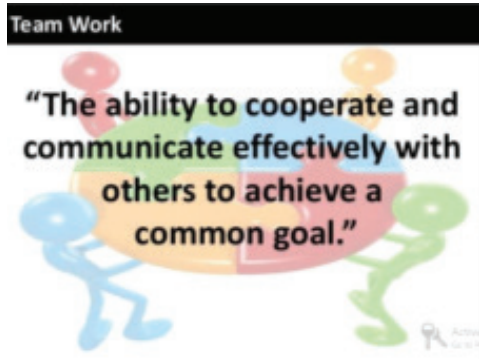 Team Work
“The ability to cooperate and
communicate effectively with
others to achieve a
common goal.”